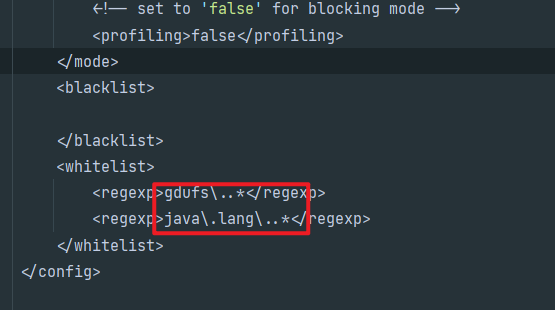 <!-- set to 'false' for blocking mode -->
<profiling>false</profiling>
</mode>
<blacklist>
</blacklist>
<whitelist>
<regexp>gdufs\..*</regexp>
<regexp>java\.lang\..*</regexp>
</whitelist>
</config>